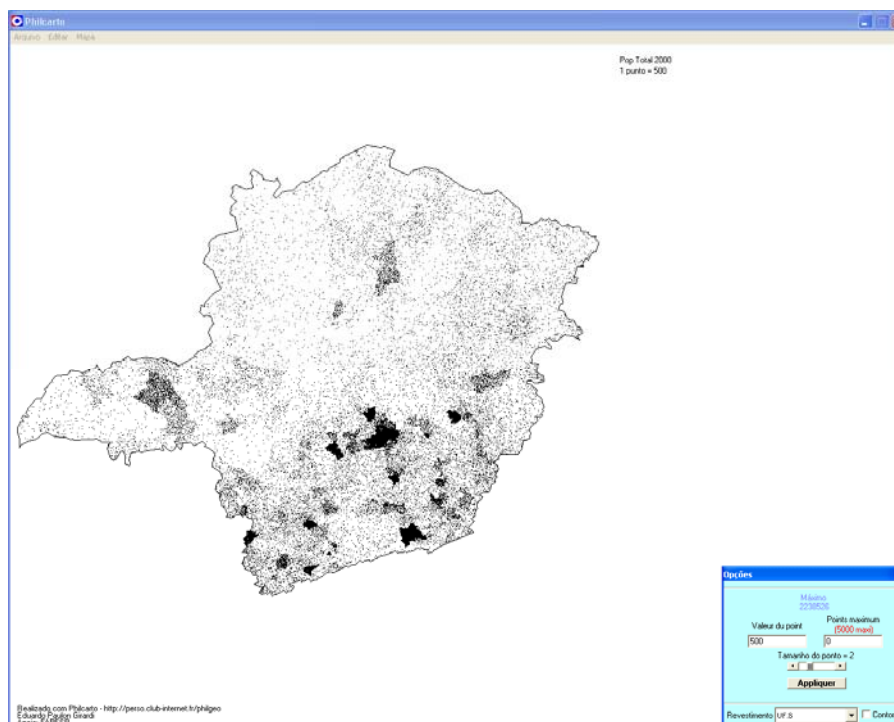 Philcarto
Arquivo Editar Mapa
Pop Total 2000
1 punto = 500
Opções
Máximo
2238526
Valeur du point
Points maximum
(5000 maxi)
500
0
Tamanho do ponto = 2
Appliquer
Revestimento UF.S Contor
Realizado com Philcarto - http://perso.club-internet.fr/philgeo
Eduardo Paulon Girardi